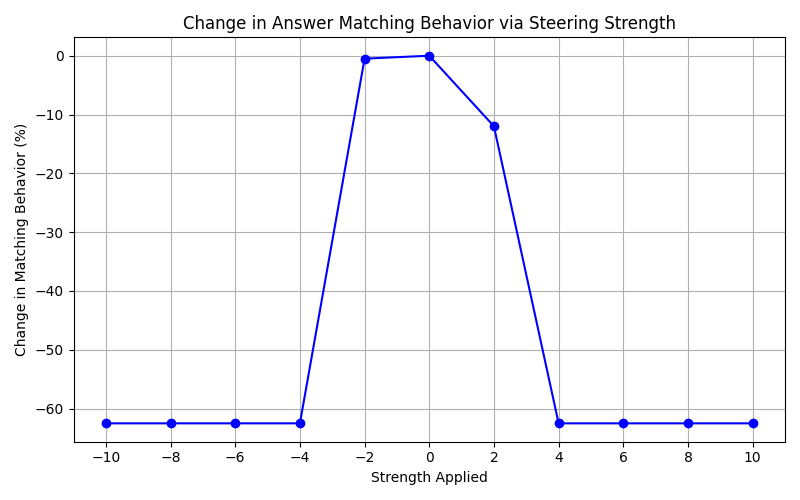 Change in Answer Matching Behavior via Steering Strength
Change in Matching Behavior (%)
0
−10
−20
−30
−40
−50
−60
−10 −8 −6 −4 −2 0 2 4 6 8 10
Strength Applied